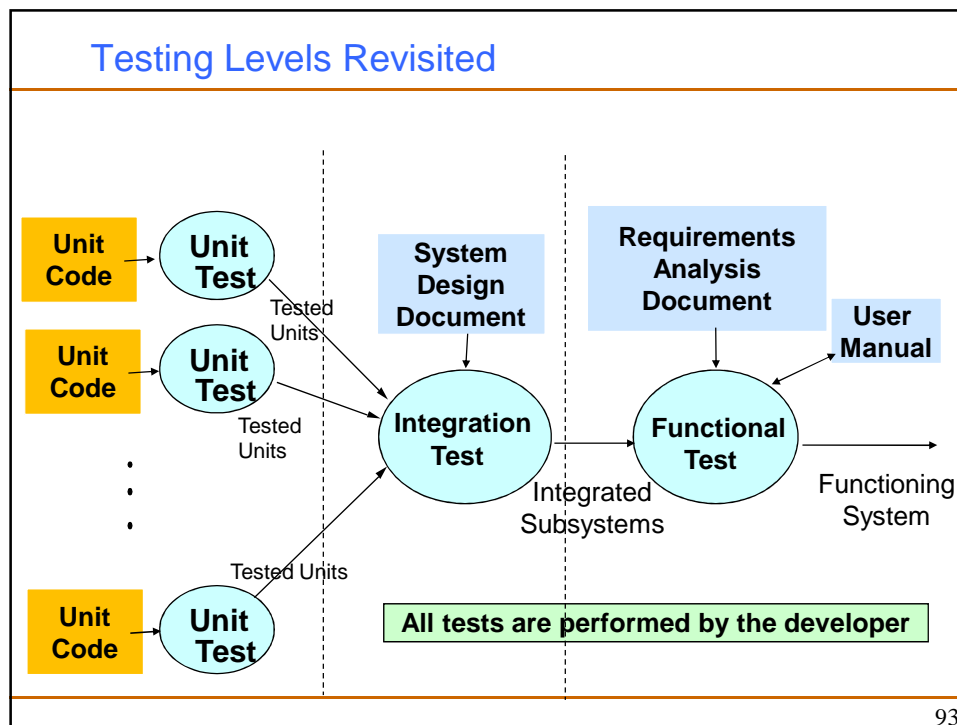 Testing Levels Revisited
Unit
Code
Unit
Test
Tested
Units
Unit
Code
Unit
Test
Tested
Units
System
Design
Document
Requirements
Analysis
Document
User
Manual
Integration
Test
Functional
Test
Integrated
Subsystems
Functioning
System
Tested Units
Unit
Code
Unit
Test
All tests are performed by the developer
93